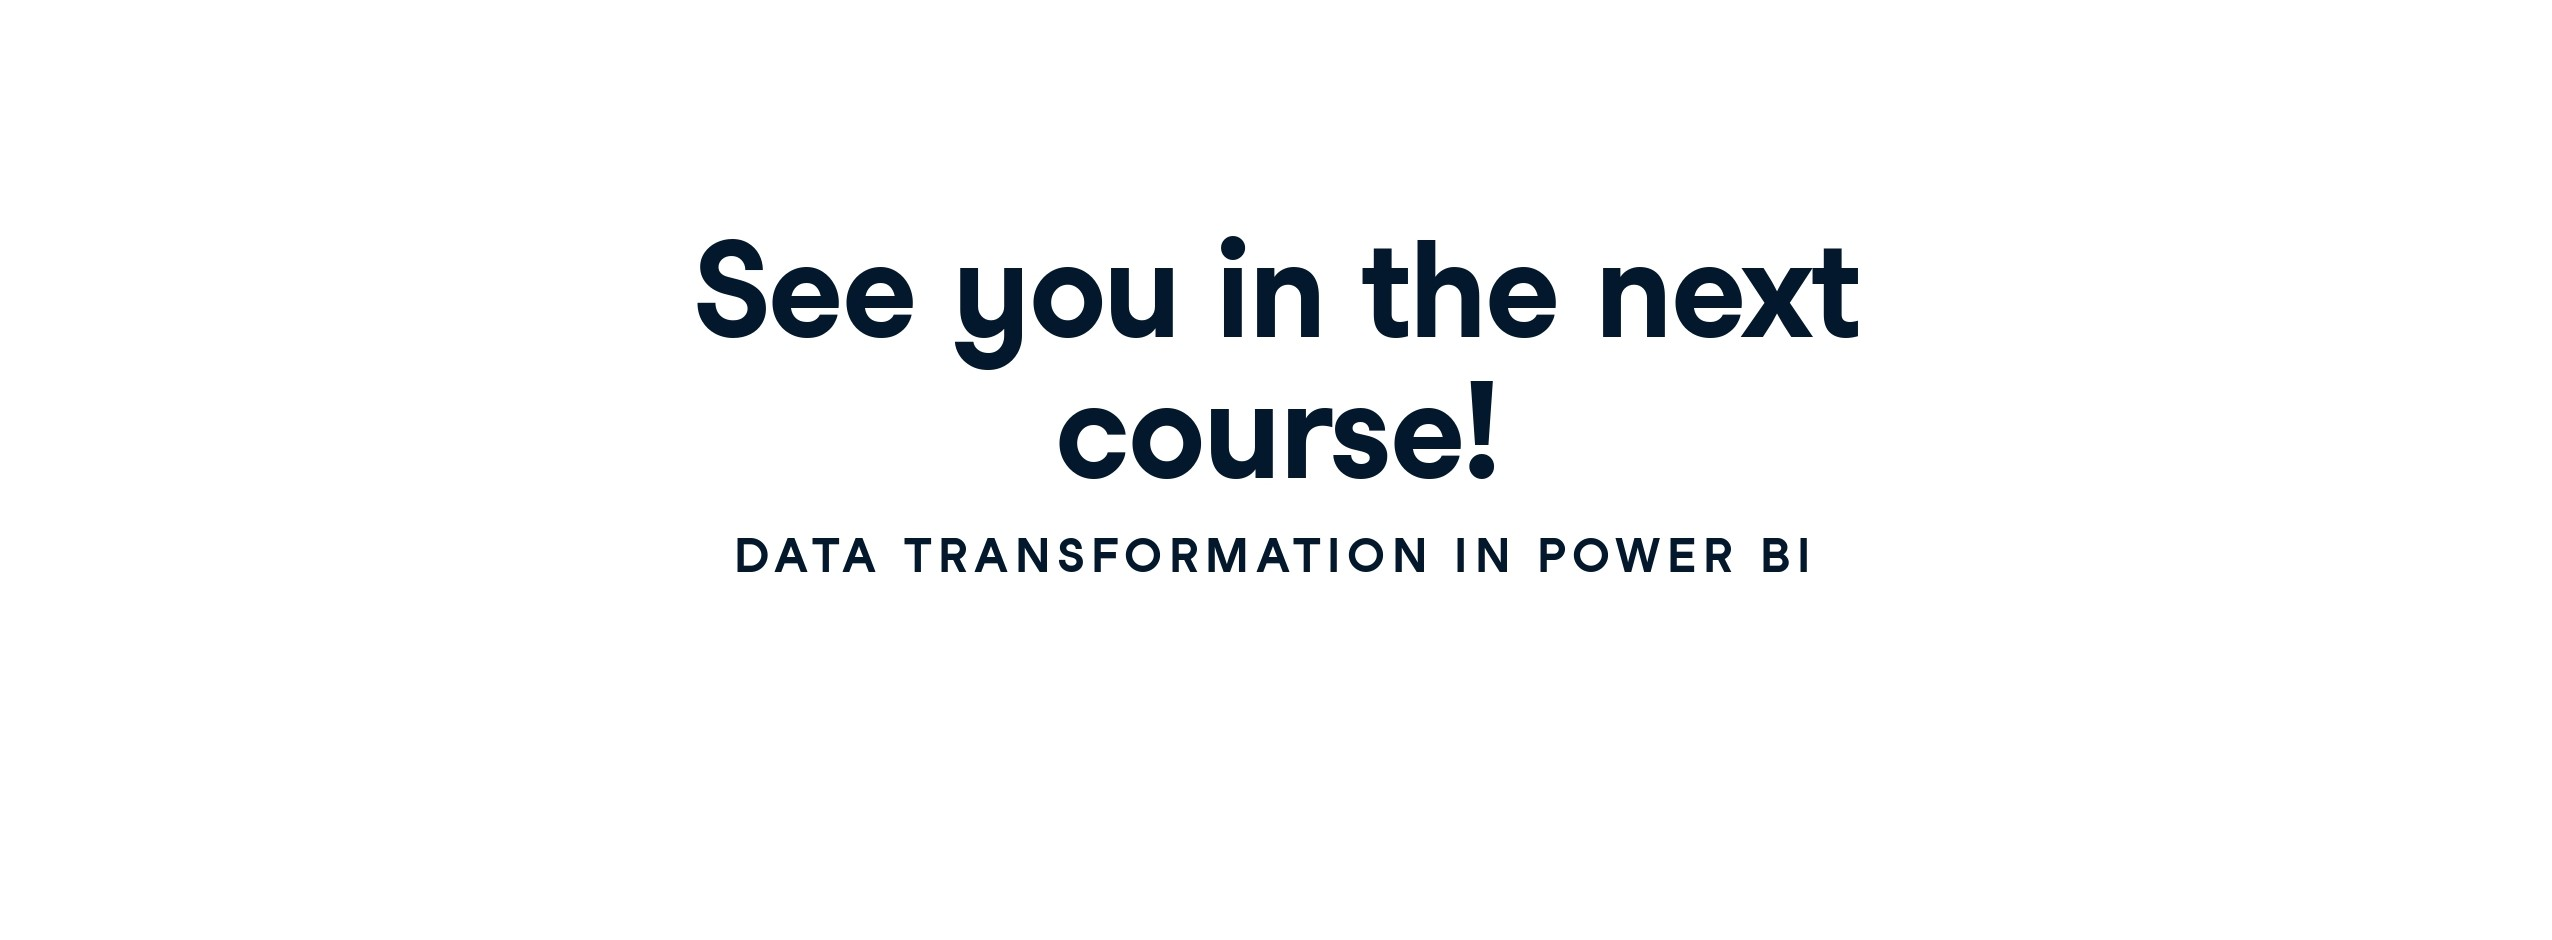 See you in the next
course!
DATA TRANSFORMATION IN POWER BI